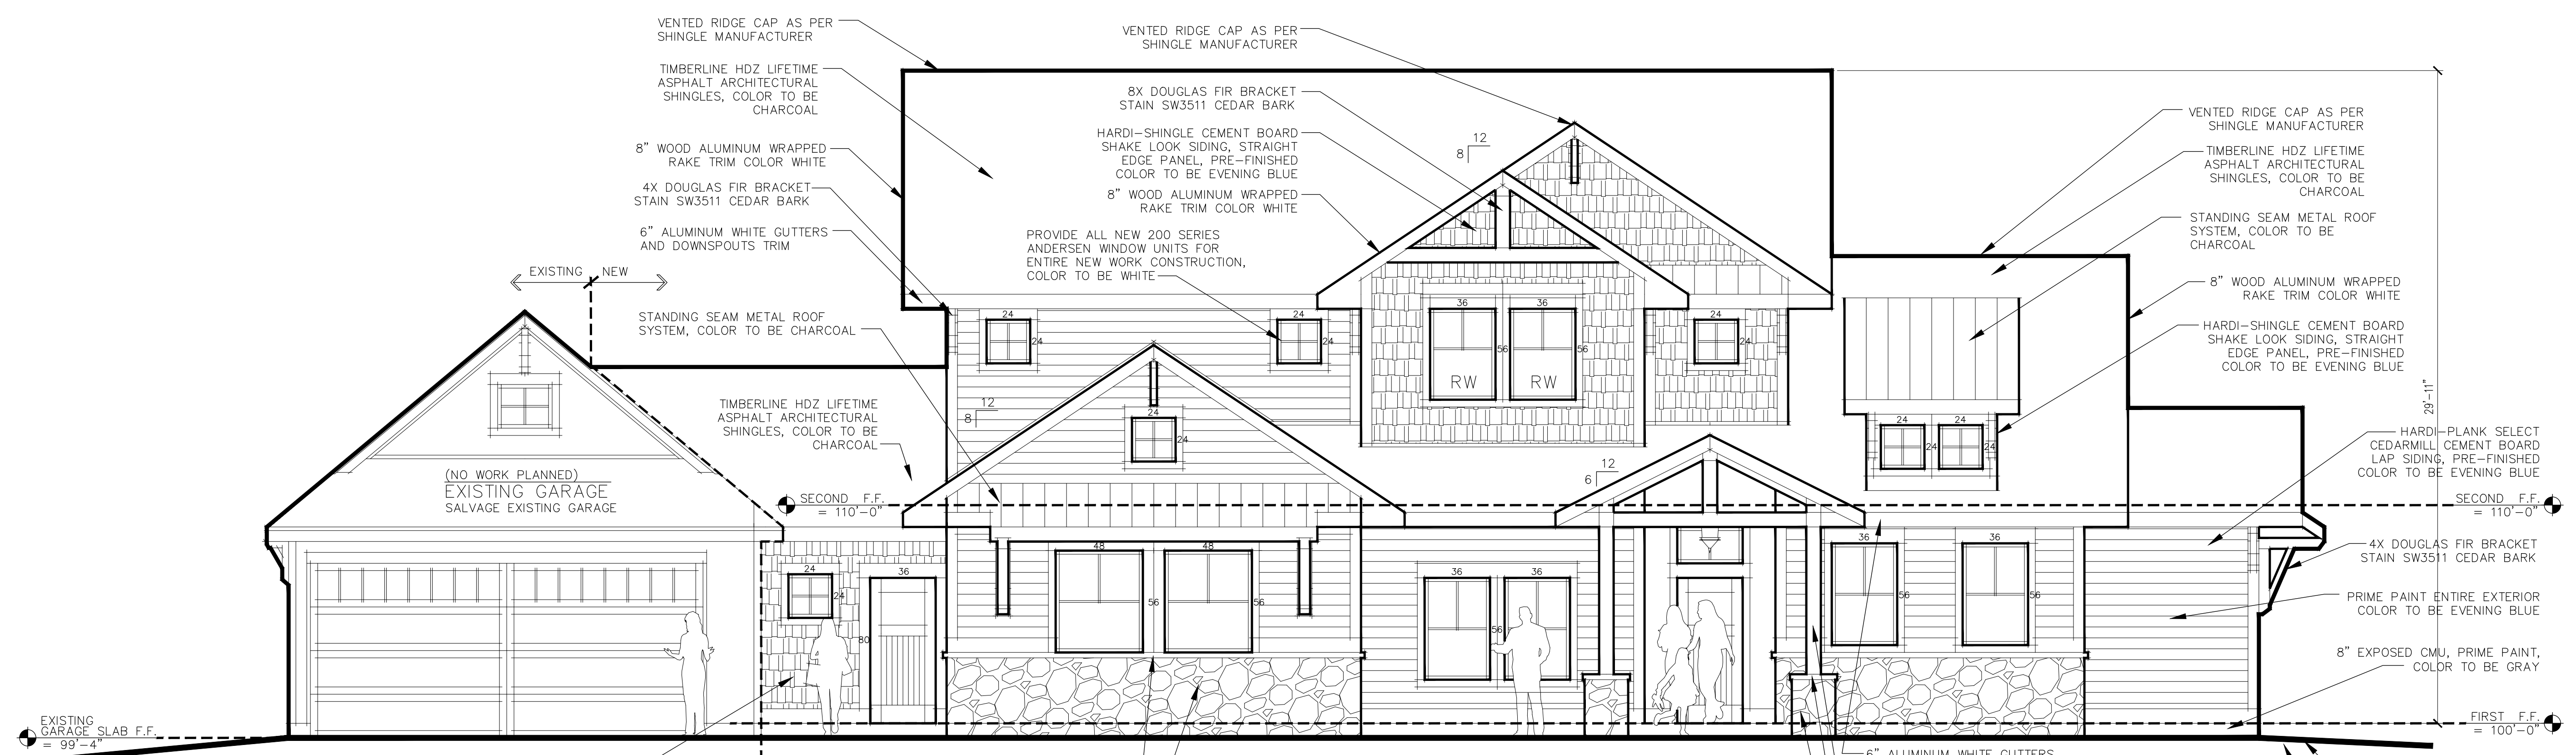 VENTED RIDGE CAP AS PER
SHINGLE MANUFACTURER
TIMBERLINE HDZ LIFETIME
ASPHALT ARCHITECTURAL
SHINGLES, COLOR TO BE
CHARCOAL
8" WOOD ALUMINUM WRAPPED
RAKE TRIM COLOR WHITE
4X DOUGLAS FIR BRACKET
STAIN SW3511 CEDAR BARK
6" ALUMINUM WHITE GUTTERS
AND DOWNSPOUTS TRIM
EXISTING NEW
STANDING SEAM METAL ROOF
SYSTEM, COLOR TO BE CHARCOAL
TIMBERLINE HDZ LIFETIME
ASPHALT ARCHITECTURAL
SHINGLES, COLOR TO BE
CHARCOAL
VENTED RIDGE CAP AS PER
SHINGLE MANUFACTURER
8X DOUGLAS FIR BRACKET
STAIN SW3511 CEDAR BARK
HARDI-SHINGLE CEMENT BOARD
SHAKE LOOK SIDING, STRAIGHT
EDGE PANEL, PRE-FINISHED
COLOR TO BE EVENING BLUE
8" WOOD ALUMINUM WRAPPED
RAKE TRIM COLOR WHITE
PROVIDE ALL NEW 200 SERIES
ANDERSEN WINDOW UNITS FOR
ENTIRE NEW WORK CONSTRUCTION,
COLOR TO BE WHITE
12
8
24
24
24
24
36
36
56
56
RW
RW
24
24
12
8
24
24
12
6
24
24
24
24
(NO WORK PLANNED)
EXISTING GARAGE
SALVAGE EXISTING GARAGE
SECOND F.F.
= 110'-0"
24
24
36
80
48
48
56
56
36
36
56
36
36
56
56
EXISTING
GARAGE SLAB F.F.
= 99'-4"
VENTED RIDGE CAP AS PER
SHINGLE MANUFACTURER
TIMBERLINE HDZ LIFETIME
ASPHALT ARCHITECTURAL
SHINGLES, COLOR TO BE
CHARCOAL
STANDING SEAM METAL ROOF
SYSTEM, COLOR TO BE
CHARCOAL
8" WOOD ALUMINUM WRAPPED
RAKE TRIM COLOR WHITE
HARDI-SHINGLE CEMENT BOARD
SHAKE LOOK SIDING, STRAIGHT
EDGE PANEL, PRE-FINISHED
COLOR TO BE EVENING BLUE
29'-11"
HARDI-PLANK SELECT
CEDARMILL CEMENT BOARD
LAP SIDING, PRE-FINISHED
COLOR TO BE EVENING BLUE
SECOND F.F.
= 110'-0"
4X DOUGLAS FIR BRACKET
STAIN SW3511 CEDAR BARK
PRIME PAINT ENTIRE EXTERIOR
COLOR TO BE EVENING BLUE
8" EXPOSED CMU, PRIME PAINT,
COLOR TO BE GRAY
FIRST F.F.
= 100'-0"
6" ALUMINUM WHITE GUTTERS